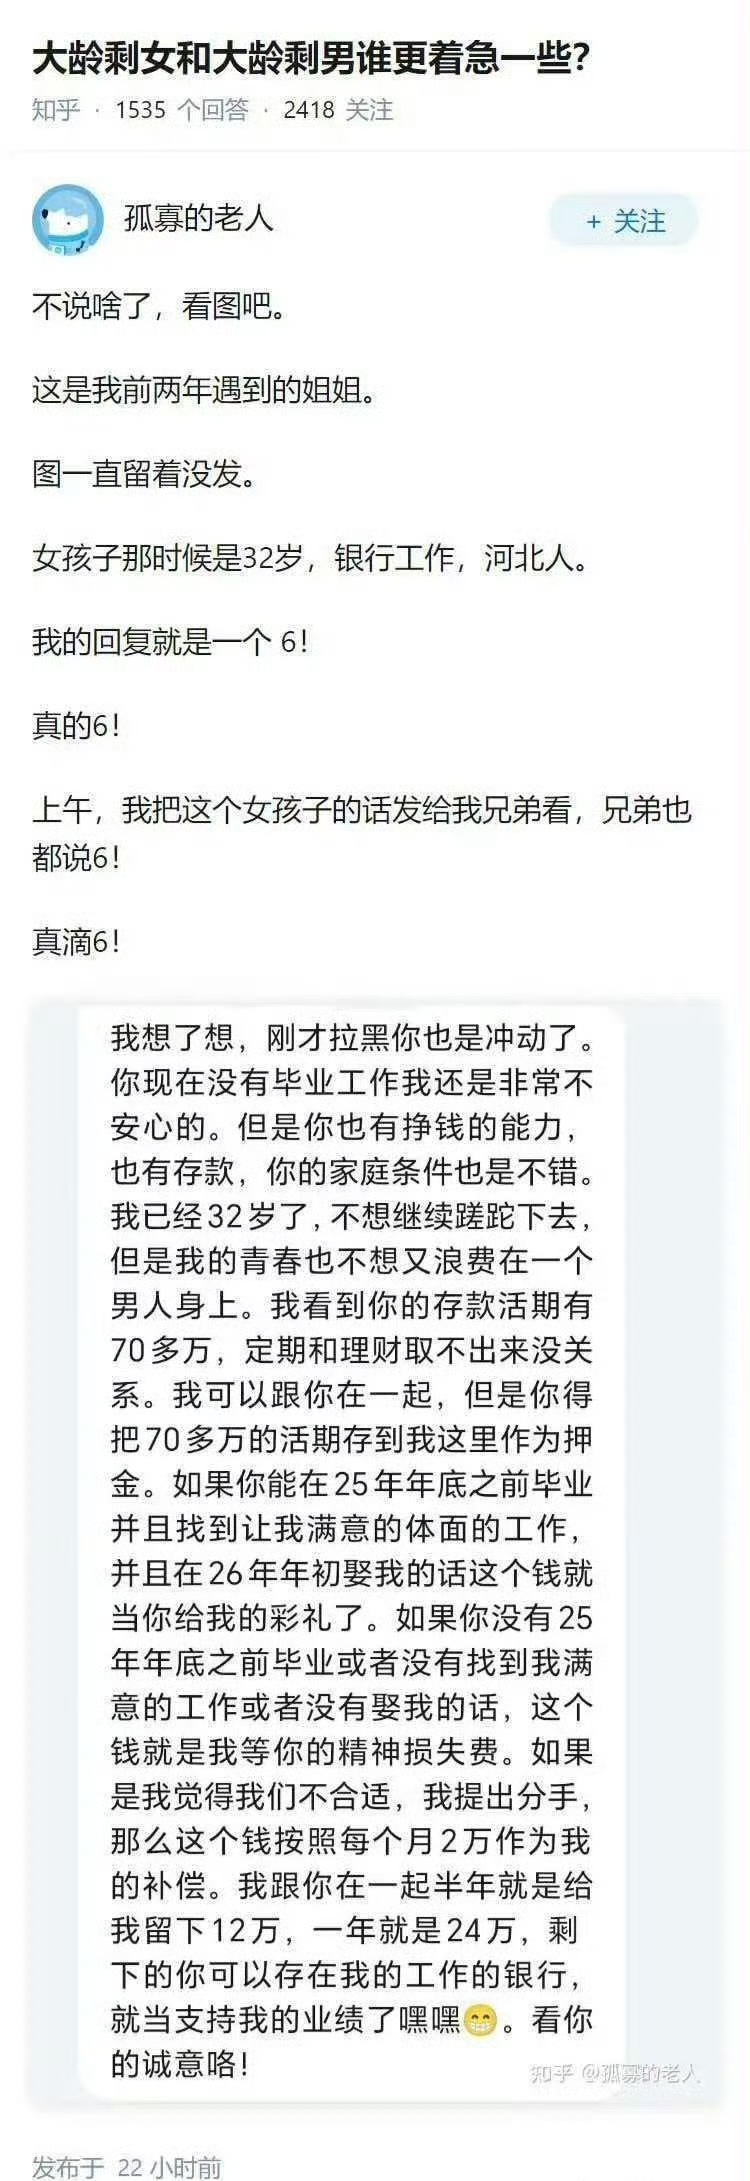 大龄剩女和大龄剩男谁更着急一些？
知乎 · 1535 个回答 · 2418 关注
孤寡的老人
+ 关注
不说啥了，看图吧。
这是我前两年遇到的姐姐。
图一直留着没发。
女孩子那时候是32岁，银行工作，河北人。
我的回复就是一个 6！
真的6！
上午，我把这个女孩子的话发给我兄弟看，兄弟也
都说6！
真滴6！
我想了想，刚才拉黑你也是冲动了。
你现在没有毕业工作我还是非常不
安心的。但是你也有挣钱的能力，
也有存款，你的家庭条件也是不错。
我已经32岁了，不想继续蹉跎下去，
但是我的青春也不想又浪费在一个
男人身上。我看到你的存款活期有
70多万，定期和理财取不出来没关
系。我可以跟你在一起，但是你得
把70多万的活期存到我这里作为押
金。如果你能在25年年底之前毕业
并且找到让我满意的体面的工作，
并且在26年年初娶我的话这个钱就
当你给我的彩礼了。如果你没有25
年年底之前毕业或者没有找到我满
意的工作或者没有娶我的话，这个
钱就是我等你的精神损失费。如果
是我觉得我们不合适，我提出分手，
那么这个钱按照每个月2万作为我
的补偿。我跟你在一起半年就是给
我留下12万，一年就是24万，剩
下的你可以存在我的工作的银行，
就当支持我的业绩了嘿嘿😁。看你
的诚意咯！
知乎 @孤寡的老人
发布于 22 小时前